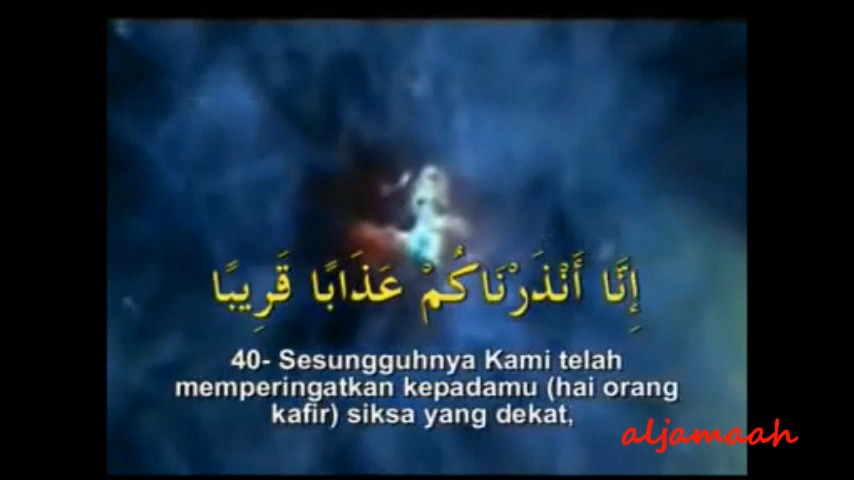 إِنَّا أَنْذَرْنَاكُمْ عَذَابًا قَرِيبًا
40- Sesungguhnya Kami telah
memperingatkan kepadamu (hai orang
kafir) siksa yang dekat,
aljamaah